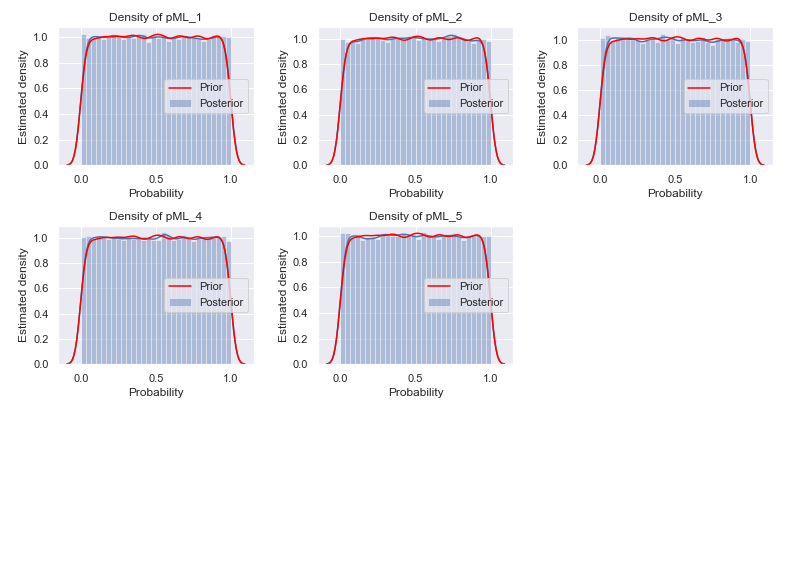 Density of pML_1
Estimated density
1.0
0.8
0.6
0.4
0.2
0.0
Prior
Posterior
0.0 0.5 1.0
Probability
Density of pML_2
Estimated density
1.0
0.8
0.6
0.4
0.2
0.0
Prior
Posterior
0.0 0.5 1.0
Probability
Density of pML_3
Estimated density
1.0
0.8
0.6
0.4
0.2
0.0
Prior
Posterior
0.0 0.5 1.0
Probability
Density of pML_4
Estimated density
1.0
0.8
0.6
0.4
0.2
0.0
Prior
Posterior
0.0 0.5 1.0
Probability
Density of pML_5
Estimated density
1.0
0.8
0.6
0.4
0.2
0.0
Prior
Posterior
0.0 0.5 1.0
Probability